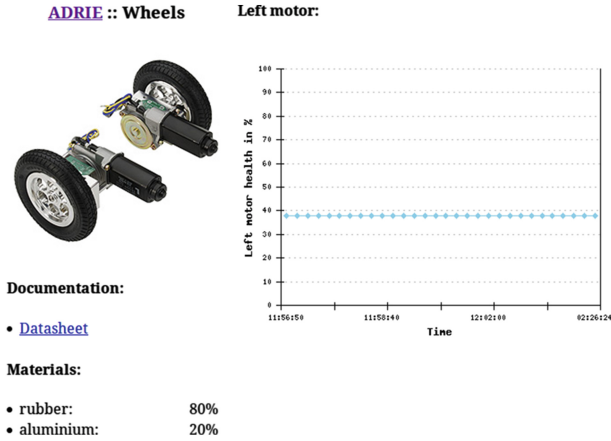 ADRIE :: Wheels
Left motor:
Left motor health in %
100
90
80
70
60
50
40
30
20
10
0
11:56:50
11:58:40
12:02:00
02:26:24
Time
Documentation:
• Datasheet
Materials:
• rubber: 80%
• aluminium: 20%